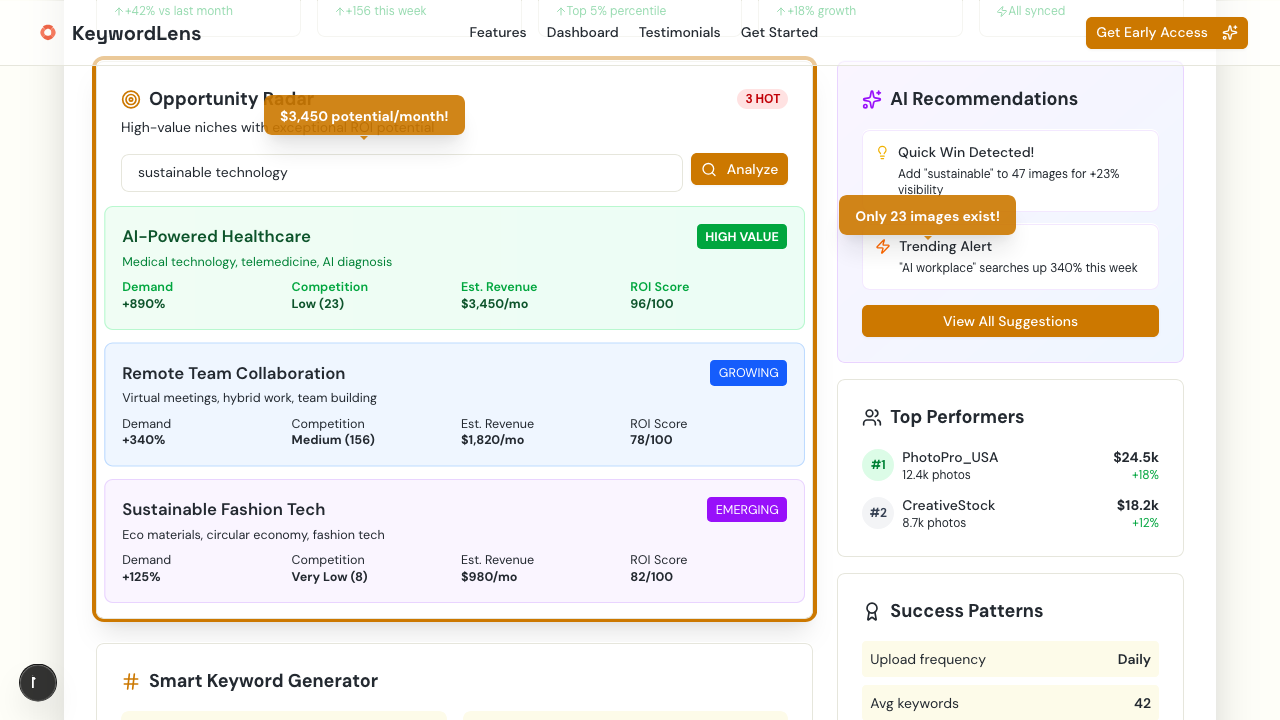 +42% vs last month
+156 this week
Top 5% percentile
+18% growth
All synced
KeywordLens
Features
Dashboard
Testimonials
Get Started
Get Early Access
Opportunity Radar
3 HOT
$3,450 potential/month!
High-value niches with exceptional ROI potential
sustainable technology
Analyze
AI-Powered Healthcare
HIGH VALUE
Medical technology, telemedicine, AI diagnosis
Demand
Competition
Est. Revenue
ROI Score
+890%
Low (23)
$3,450/mo
96/100
Remote Team Collaboration
GROWING
Virtual meetings, hybrid work, team building
Demand
Competition
Est. Revenue
ROI Score
+340%
Medium (156)
$1,820/mo
78/100
Sustainable Fashion Tech
EMERGING
Eco materials, circular economy, fashion tech
Demand
Competition
Est. Revenue
ROI Score
+125%
Very Low (8)
$980/mo
82/100
Smart Keyword Generator
AI Recommendations
Quick Win Detected!
Add "sustainable" to 47 images for +23%
visibility
Only 23 images exist!
Trending Alert
"AI workplace" searches up 340% this week
View All Suggestions
Top Performers
#1
PhotoPro_USA
$24.5k
12.4k photos
+18%
#2
CreativeStock
$18.2k
8.7k photos
+12%
Success Patterns
Upload frequency
Daily
Avg keywords
42